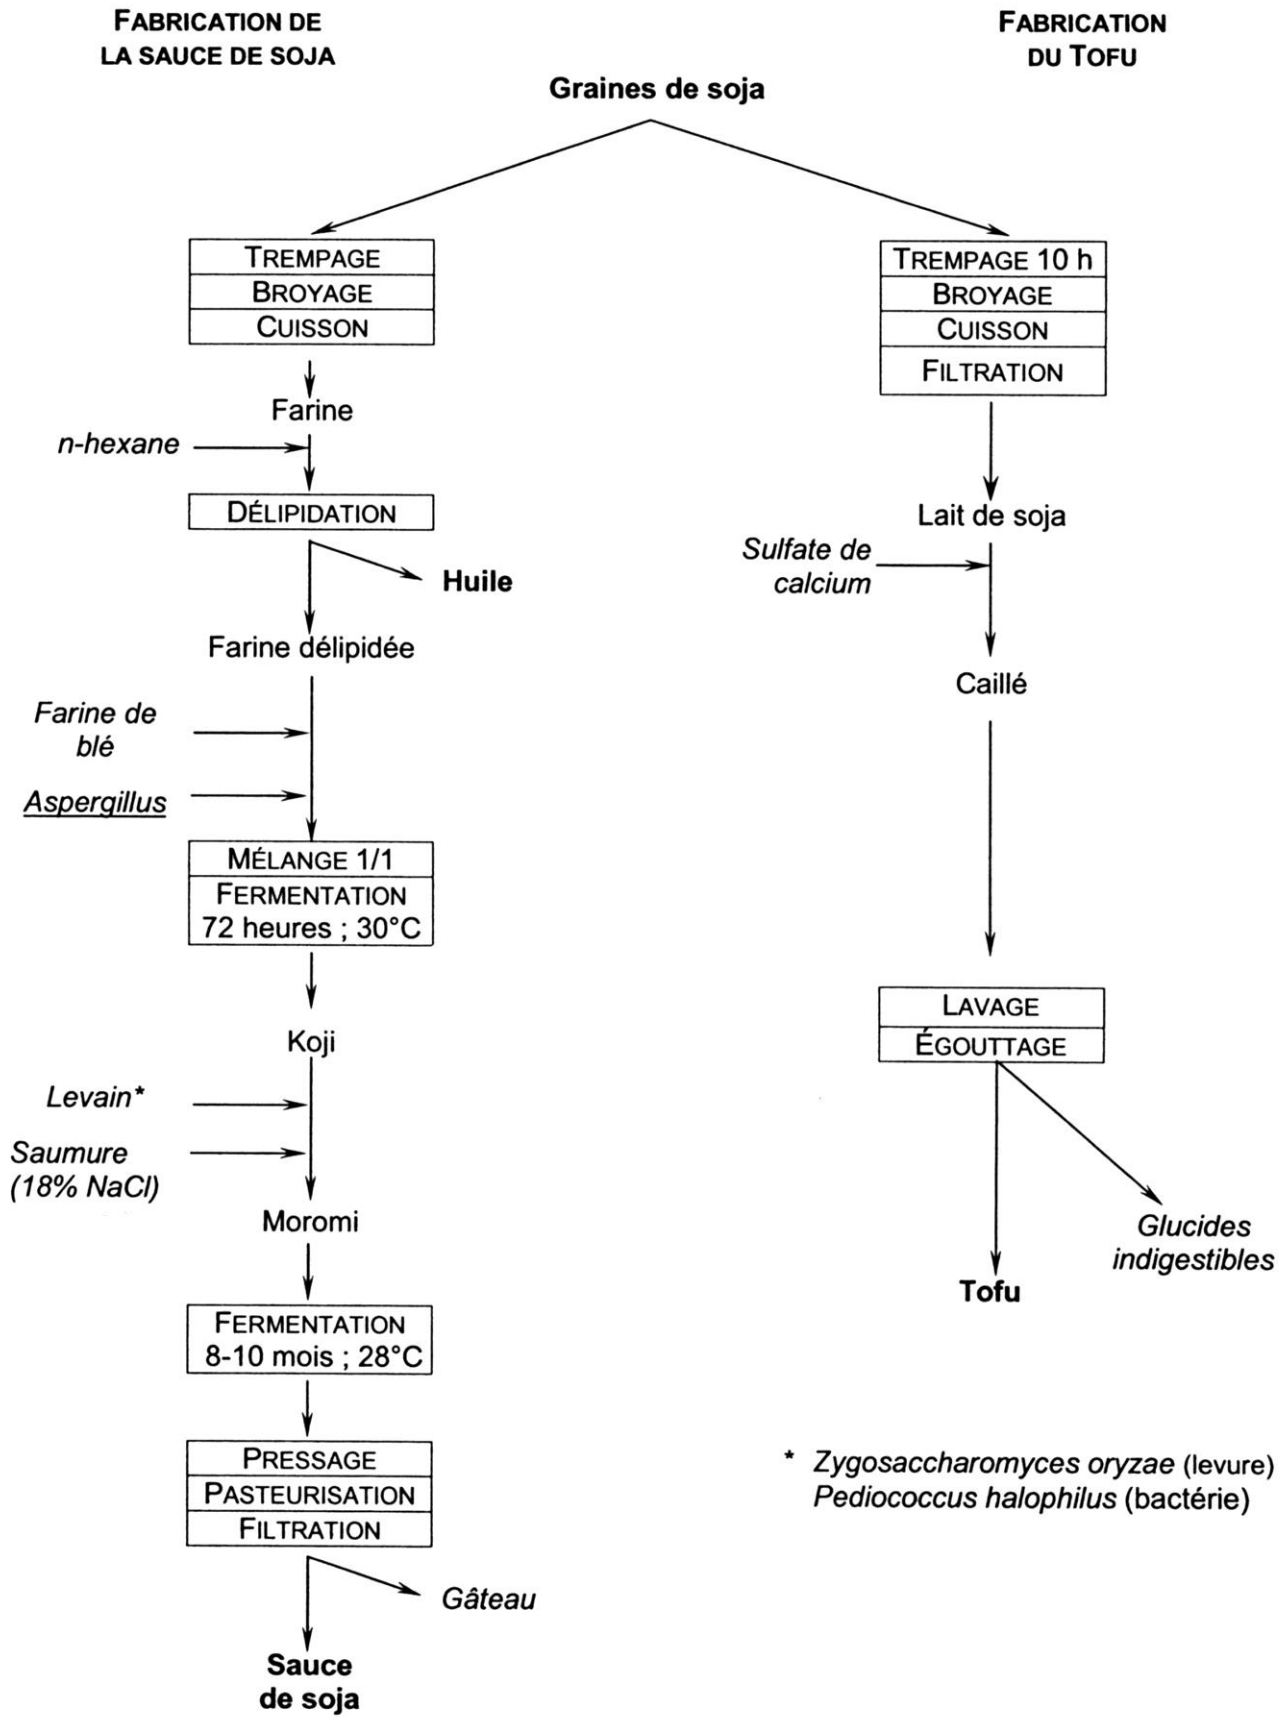 FABRICATION DE
LA SAUCE DE SOJA
FABRICATION
DU TOFU
Graines de soja
TREMPAGE
BROYAGE
CUISSON
Farine
n-hexane
DÉLIPIDATION
Huile
Farine délipidée
Farine de
blé
Aspergillus
MÉLANGE 1/1
FERMENTATION
72 heures ; 30°C
Koji
Levain*
Saumure
(18% NaCl)
Moromi
FERMENTATION
8-10 mois ; 28°C
PRESSAGE
PASTEURISATION
FILTRATION
Gâteau
Sauce
de soja
TREMPAGE 10 h
BROYAGE
CUISSON
FILTRATION
Lait de soja
Sulfate de
calcium
Caillé
LAVAGE
ÉGOUTTAGE
Glucides
indigestibles
Tofu
* Zygosaccharomyces oryzae (levure)
Pediococcus halophilus (bactérie)